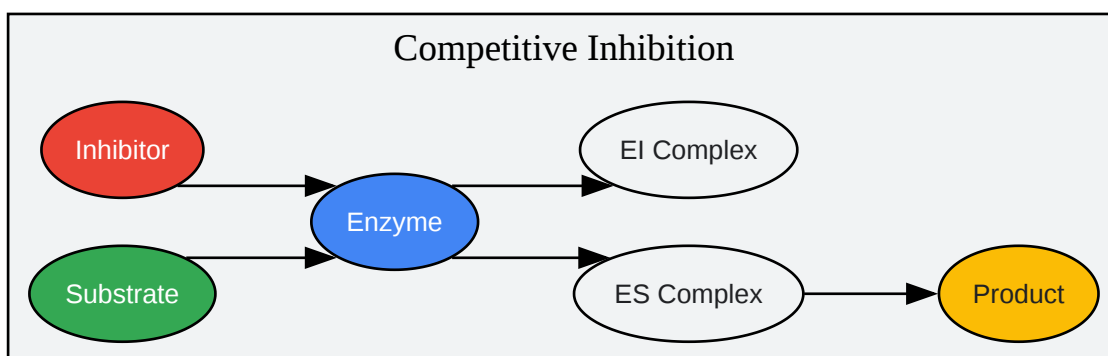 Competitive Inhibition
Inhibitor
EI Complex
Enzyme
Substrate
ES Complex
Product